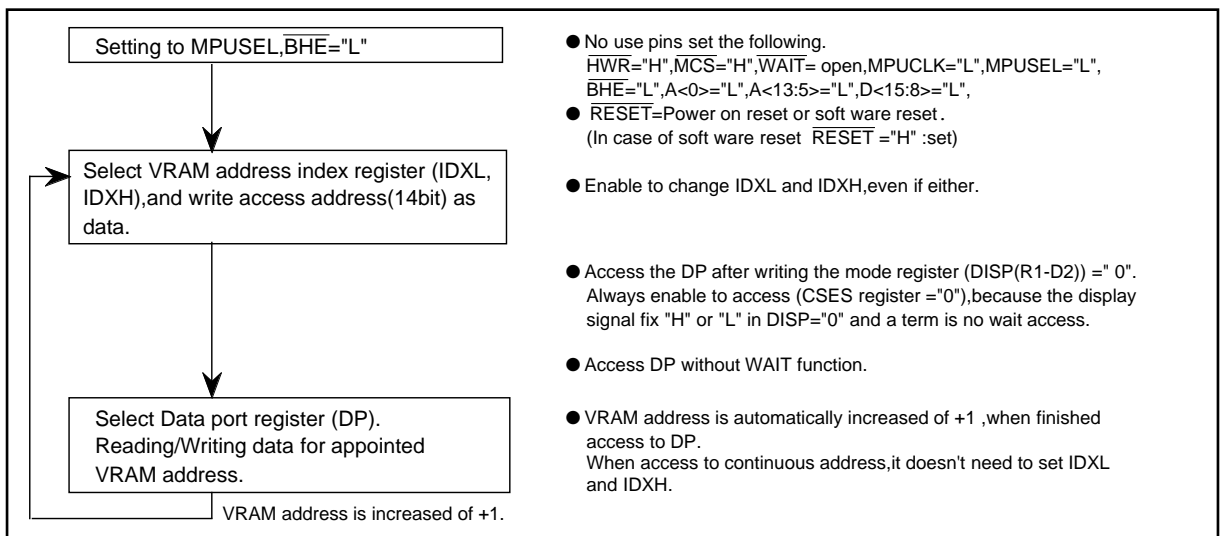 Setting to MPUSEL,BHE="L"
Select VRAM address index register (IDXL,
IDXH),and write access address(14bit) as
data.
Select Data port register (DP).
Reading/Writing data for appointed
VRAM address.
VRAM address is increased of +1.
● No use pins set the following.
HWR="H",MCS="H",WAIT= open,MPUCLK="L",MPUSEL="L",
BHE="L",A<0>="L",A<13:5>="L",D<15:8>="L",
● RESET=Power on reset or soft ware reset.
(In case of soft ware reset RESET ="H" :set)
● Enable to change IDXL and IDXH,even if either.
● Access the DP after writing the mode register (DISP(R1-D2)) =" 0".
Always enable to access (CSES register ="0"),because the display
signal fix "H" or "L" in DISP="0" and a term is no wait access.
● Access DP without WAIT function.
● VRAM address is automatically increased of +1 ,when finished
access to DP.
When access to continuous address,it doesn't need to set IDXL
and IDXH.